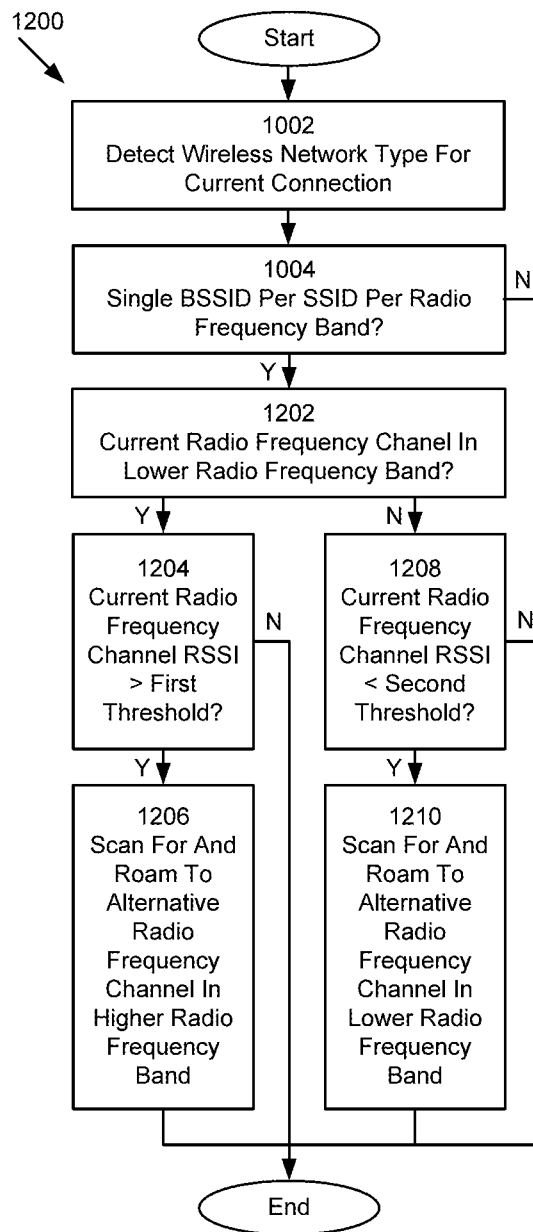 1200
Start
1002
Detect Wireless Network Type For
Current Connection
1004
Single BSSID Per SSID Per Radio
Frequency Band?
N
Y
1202
Current Radio Frequency Chanel In
Lower Radio Frequency Band?
Y
N
1204
Current Radio
Frequency
Channel RSSI
> First
Threshold?
N
1208
Current Radio
Frequency
Channel RSSI
< Second
Threshold?
N
Y
Y
1206
Scan For And
Roam To
Alternative
Radio
Frequency
Channel In
Higher Radio
Frequency
Band
1210
Scan For And
Roam To
Alternative
Radio
Frequency
Channel In
Lower Radio
Frequency
Band
End